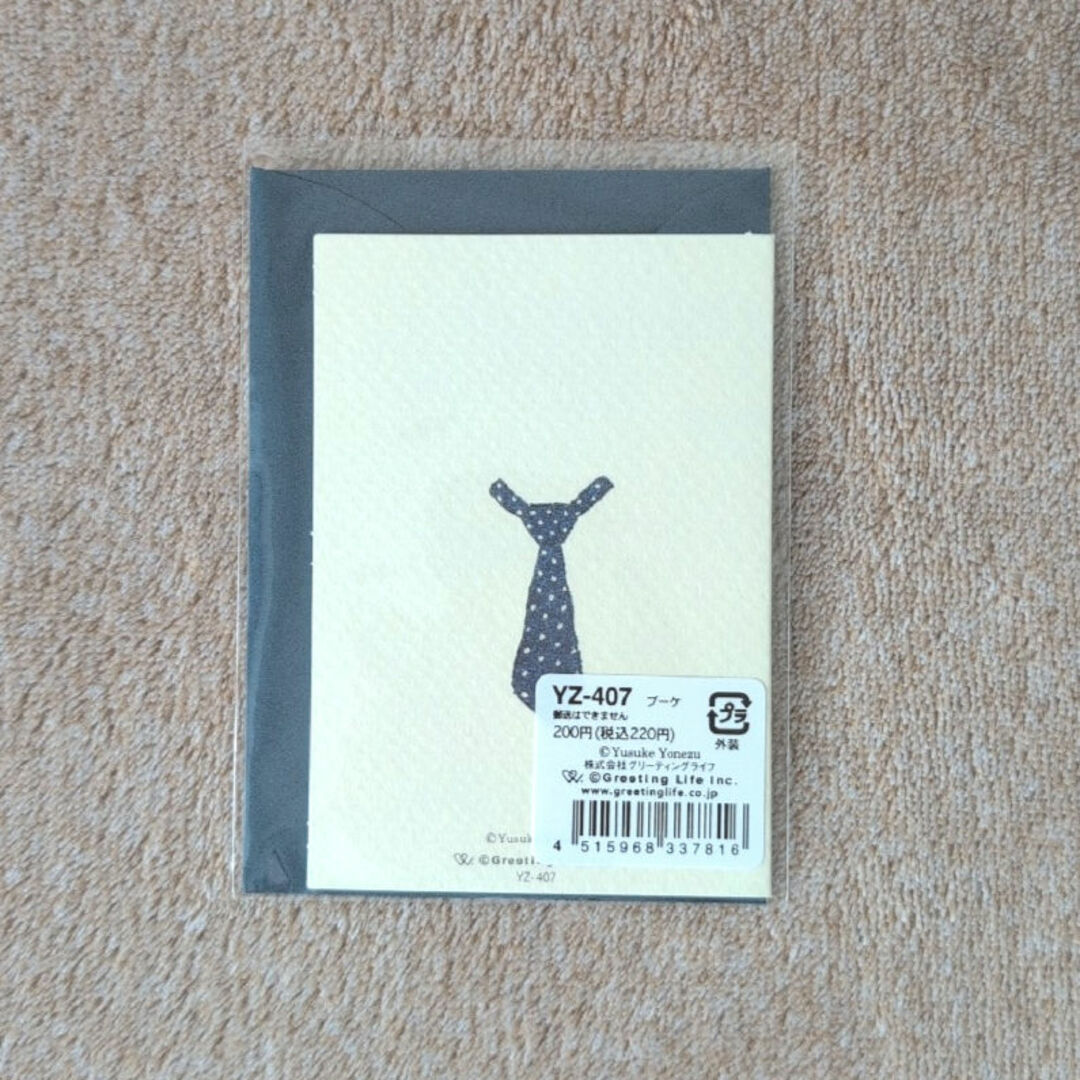 YZ-407 ブーケ
郵送はできません
200円(税込220円)
プラ
外装
©Yusuke Yonezu
株式会社グリーティングライフ
©Greeting Life Inc.
www.greetinglife.co.jp
4 515968 337816
©Yusuk
©Greeti
YZ-407